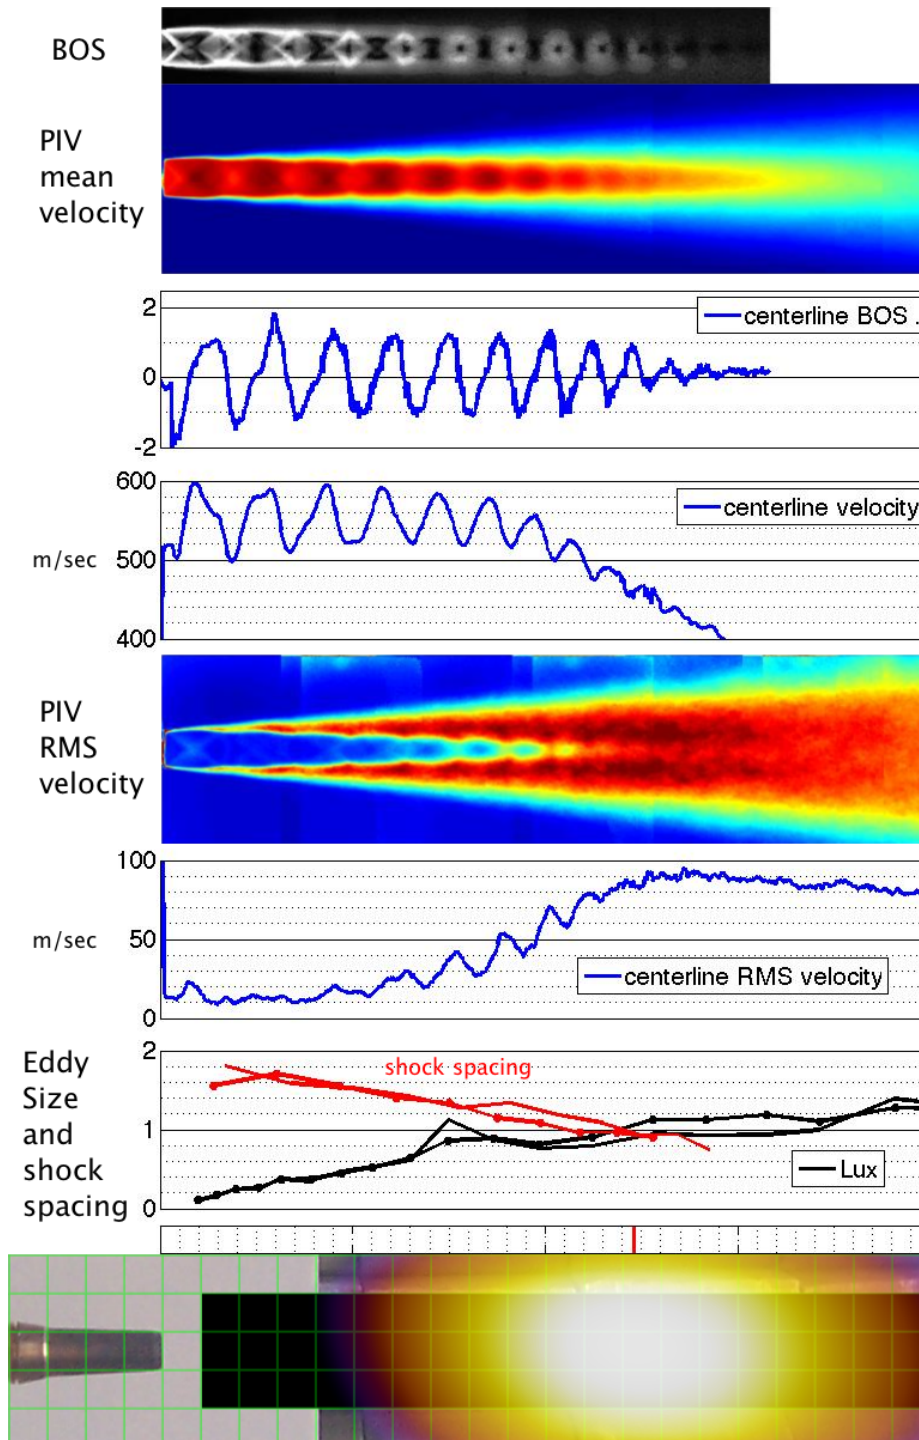 BOS
PIV
mean
velocity
2
0
-2
centerline BOS .
600
500
400
m/sec
centerline velocity
PIV
RMS
velocity
100
50
0
m/sec
centerline RMS velocity
Eddy
Size
and
shock
spacing
2
1
0
shock spacing
Lux